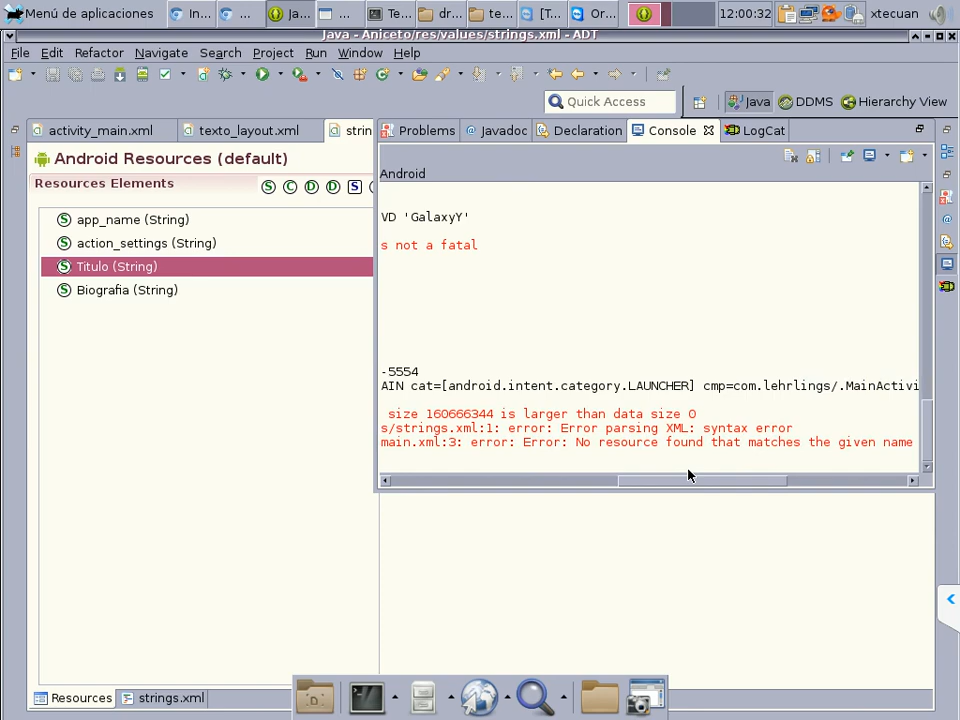 Menú de aplicaciones
In...
...
Ja...
...
Te...
dr...
te...
[T...
Or...
12:00:32
xtecuan
Java - Aniceto/res/values/strings.xml - ADT
File Edit Refactor Navigate Search Project Run Window Help
Quick Access
Java
DDMS
Hierarchy View
activity_main.xml
texto_layout.xml
strin
Problems
Javadoc
Declaration
Console
LogCat
Android Resources (default)
Resources Elements
S C D D S
Android
S app_name (String)
S action_settings (String)
S Titulo (String)
S Biografia (String)
VD 'GalaxyY'
s not a fatal
-5554
AIN cat=[android.intent.category.LAUNCHER] cmp=com.lehrlings/.MainActivi
size 160666344 is larger than data size 0
s/strings.xml:1: error: Error parsing XML: syntax error
main.xml:3: error: Error: No resource found that matches the given name
Resources
strings.xml